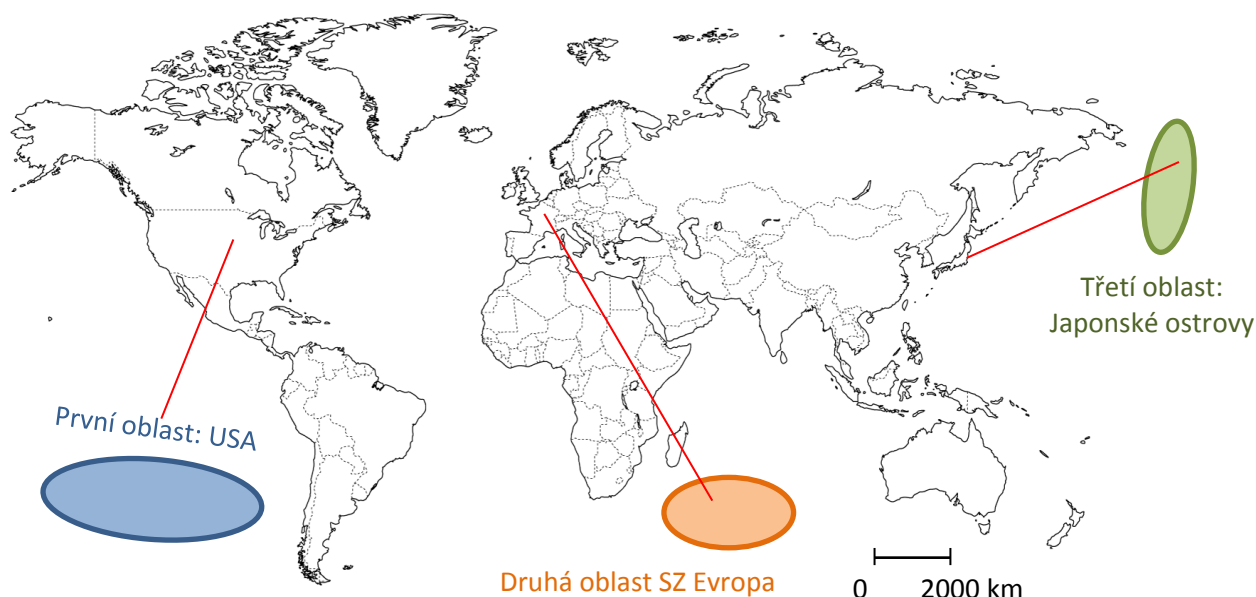 Třetí oblast:
Japonské ostrovy
První oblast: USA
Druhá oblast SZ Evropa
0 2000 km